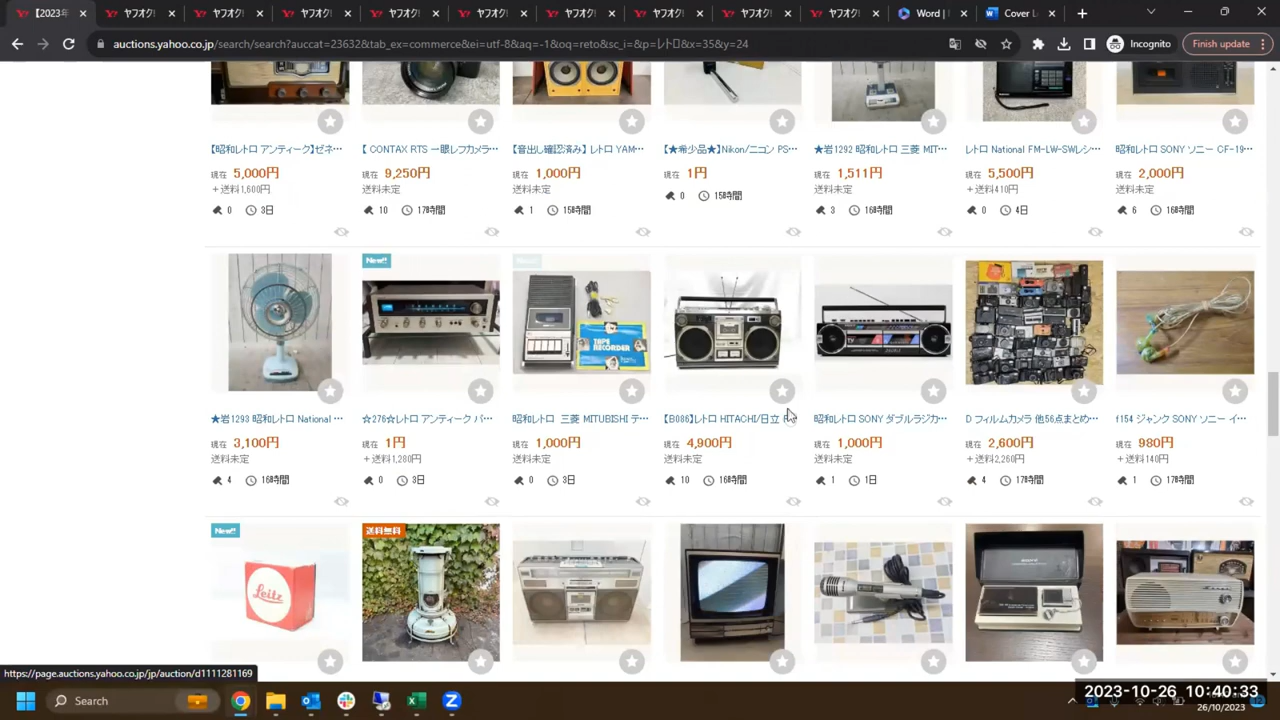 【2023年
ヤフオク
ヤフオク
ヤフオク
ヤフオク
ヤフオク
ヤフオク
ヤフオク
ヤフオク
ヤフオク
Word |
Cover L
auctions.yahoo.co.jp/search/search?auccat=23632&tab_ex=commerce&ei=utf-8&aq=-1&oq=reto&sc_i=&p=レトロ&x=35&y=24
Incognito
Finish update
【昭和レトロ アンティーク】ゼネ…
【 CONTAX RTS 一眼レフカメラ…
【音出し確認済み】 レトロ YAM…
【★希少品★】Nikon/ニコン PS…
★岩1292 昭和レトロ 三菱 MIT…
レトロ National FM-LW-SWレシ…
昭和レトロ SONY ソニー CF-19…
現在 5,000円
現在 9,250円
現在 1,000円
現在 1円
現在 1,511円
現在 5,500円
現在 2,000円
＋送料1,600円
送料未定
送料未定
送料未定
送料未定
＋送料410円
送料未定
0 3日
10 17時間
1 15時間
0 15時間
3 16時間
0 4日
6 16時間
New!!
New!!
TAPE RECORDER
★岩1293 昭和レトロ National …
☆276☆レトロ アンティーク パ…
昭和レトロ 三菱 MITUBISHI テ…
【B086】レトロ HITACHI/日立
昭和レトロ SONY ダブルラジカ…
D フィルムカメラ 他56点まとめ…
f154 ジャンク SONY ソニー イ…
現在 3,100円
現在 1円
現在 1,000円
現在 4,900円
現在 1,000円
現在 2,600円
現在 980円
送料未定
＋送料1,280円
送料未定
送料未定
送料未定
＋送料2,260円
＋送料140円
4 16時間
0 3日
0 3日
10 16時間
1 1日
4 17時間
1 17時間
New!!
送料無料
Leitz
https://page.auctions.yahoo.co.jp/jp/auction/d1111281169
Search
2023-10-26 10:40:33
26/10/2023